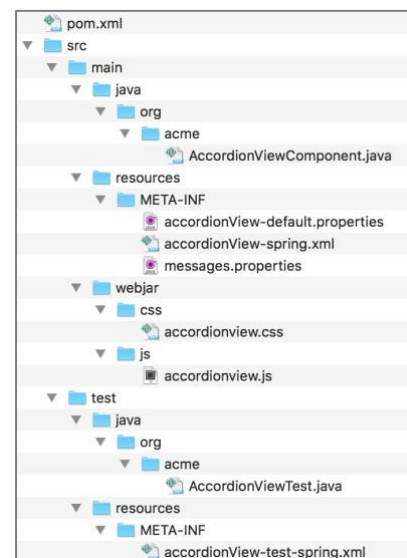 pom.xml
src
main
java
org
acme
AccordionViewComponent.java
resources
META-INF
accordionView-default.properties
accordionView-spring.xml
messages.properties
webjar
css
accordionview.css
js
accordionview.js
test
java
org
acme
AccordionViewTest.java
resources
META-INF
accordionView-test-spring.xml